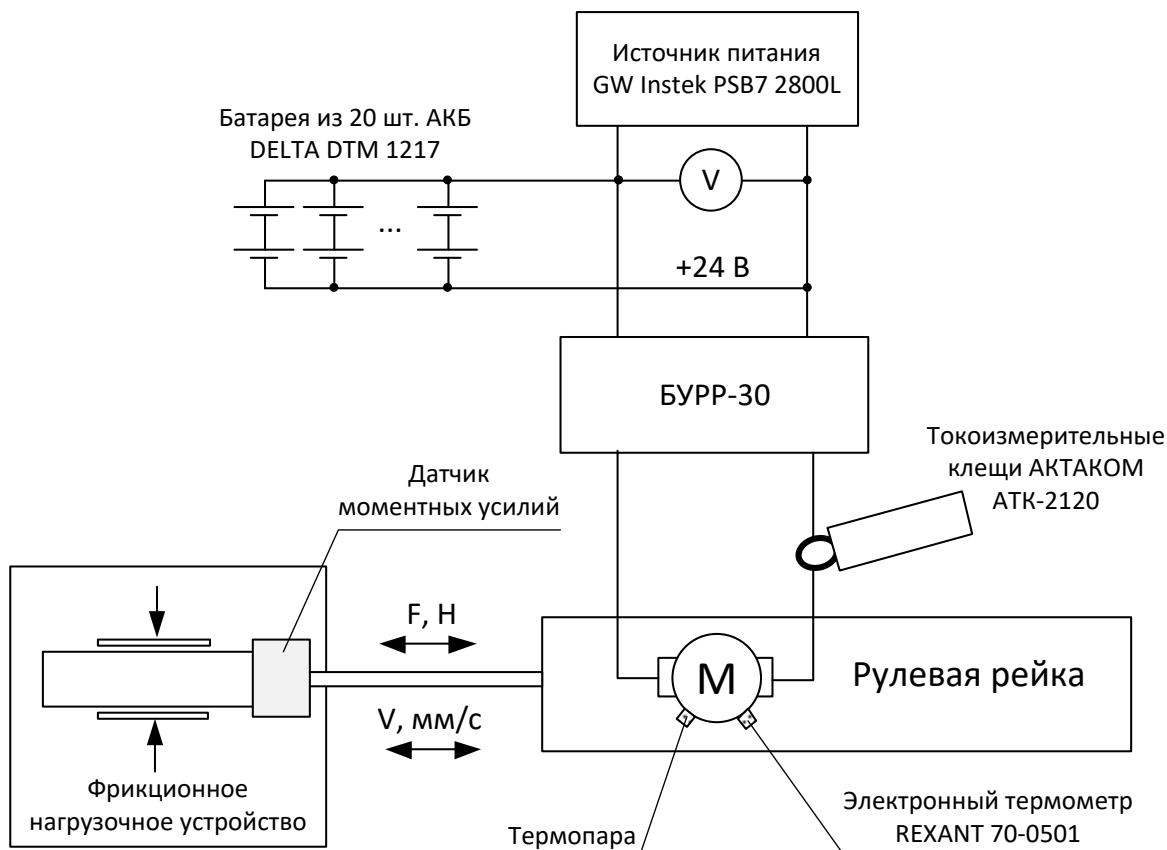 Источник питания
GW Instek PSB7 2800L
Батарея из 20 шт. АКБ
DELTA DTM 1217
V
...
+24 В
БУРР-30
Токоизмерительные
клещи АКТАКОМ
АТК-2120
Датчик
моментных усилий
F, Н
М
Рулевая рейка
V, мм/с
Фрикционное
нагрузочное устройство
Термопара
Электронный термометр
REXANT 70-0501